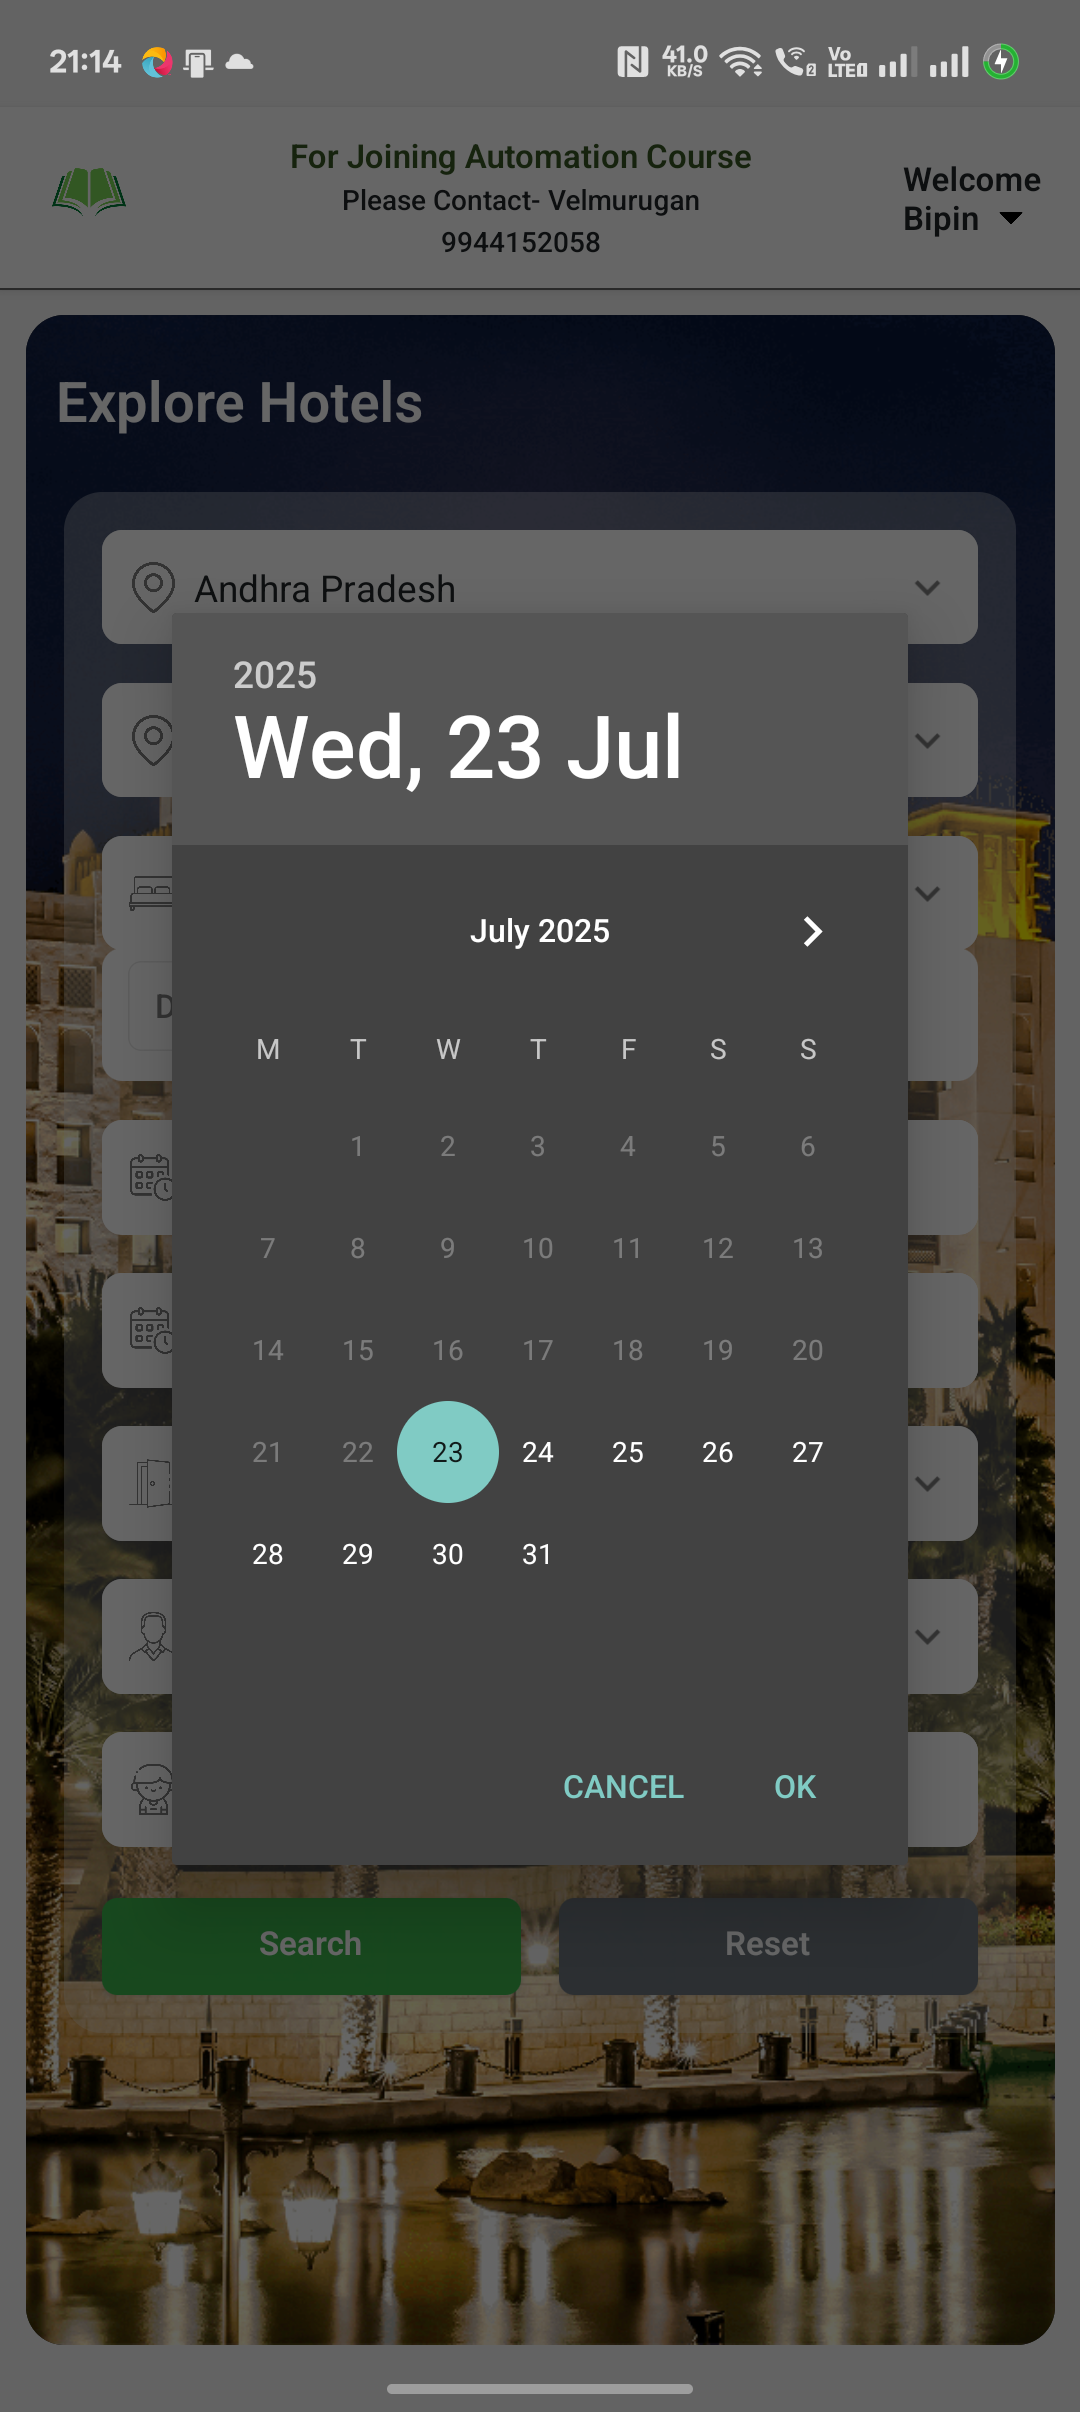 21:14
41.0
KB/S
2
Vo
LTE
For Joining Automation Course
Please Contact- Velmurugan
9944152058
Welcome
Bipin
Explore Hotels
Andhra Pradesh
2025
Wed, 23 Jul
July 2025
M T W T F S S
1 2 3 4 5 6
7 8 9 10 11 12 13
14 15 16 17 18 19 20
21 22 23 24 25 26 27
28 29 30 31
CANCEL OK
Search Reset